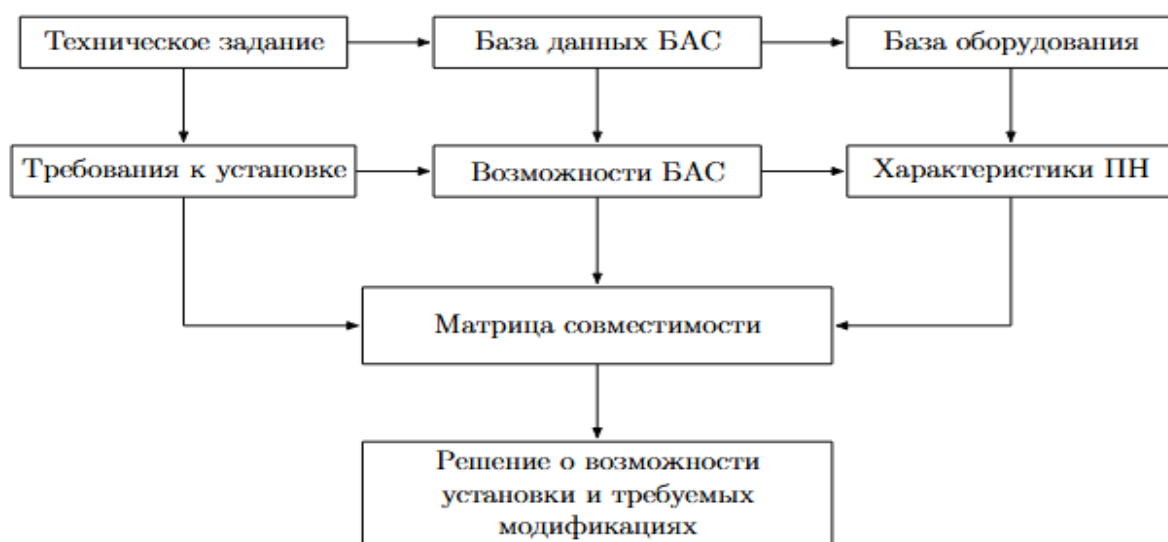 Техническое задание
База данных БАС
База оборудования
Требования к установке
Возможности БАС
Характеристики ПН
Матрица совместимости
Решение о возможности
установки и требуемых
модификациях